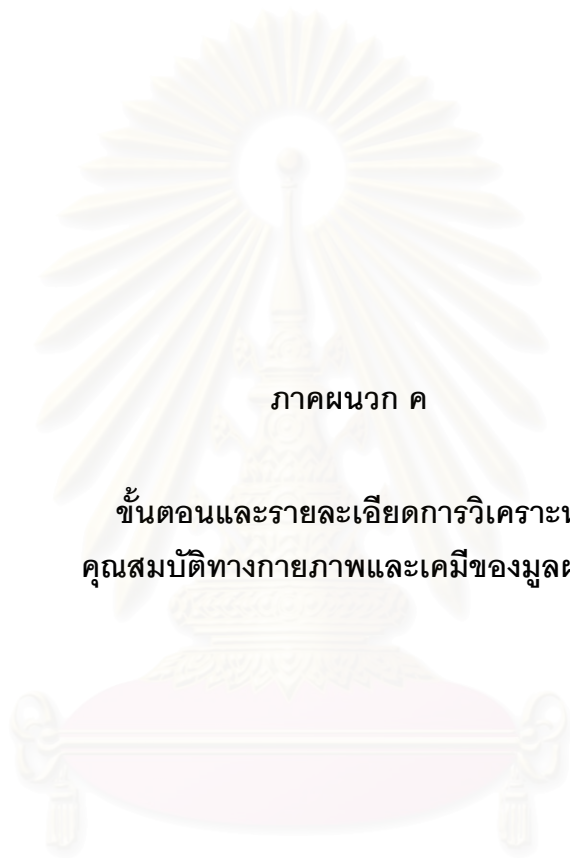 ภาคผนวก ค
ขั้นตอนและรายละเอียดการวิเคราะ
คุณสมบัติทางกายภาพและเคมีของมูล